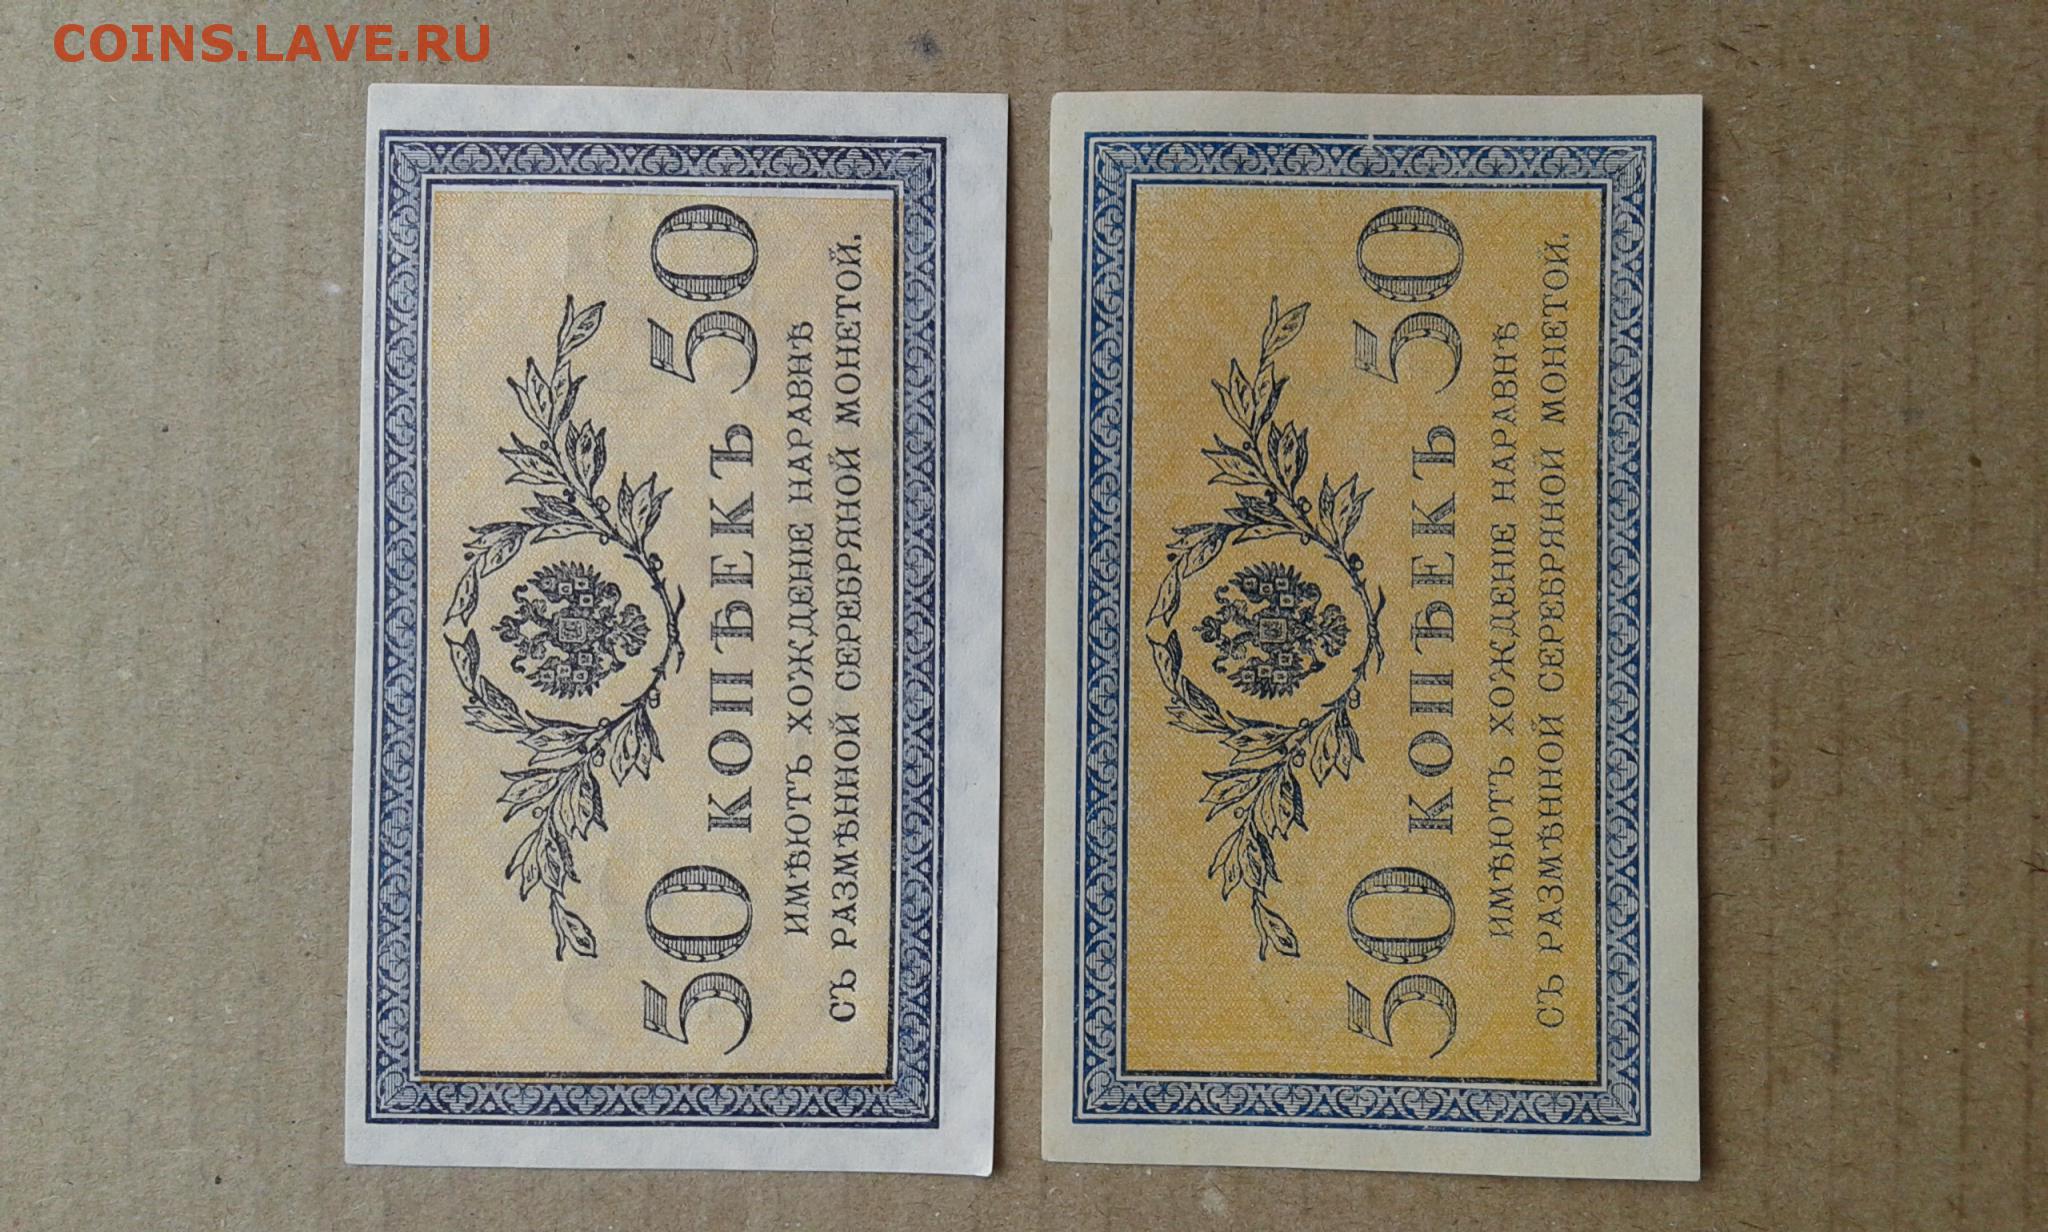 COINS.LAVE.RU
50 КОПѢЕКЪ 50
ИМѢЮТЪ ХОЖДЕНІЕ НАРАВНѢ
СЪ РАЗМѢННОЙ СЕРЕБРЯНОЙ МОНЕТОЙ.
50 КОПѢЕКЪ 50
ИМѢЮТЪ ХОЖДЕНІЕ НАРАВНѢ
СЪ РАЗМѢННОЙ СЕРЕБРЯНОЙ МОНЕТОЙ.